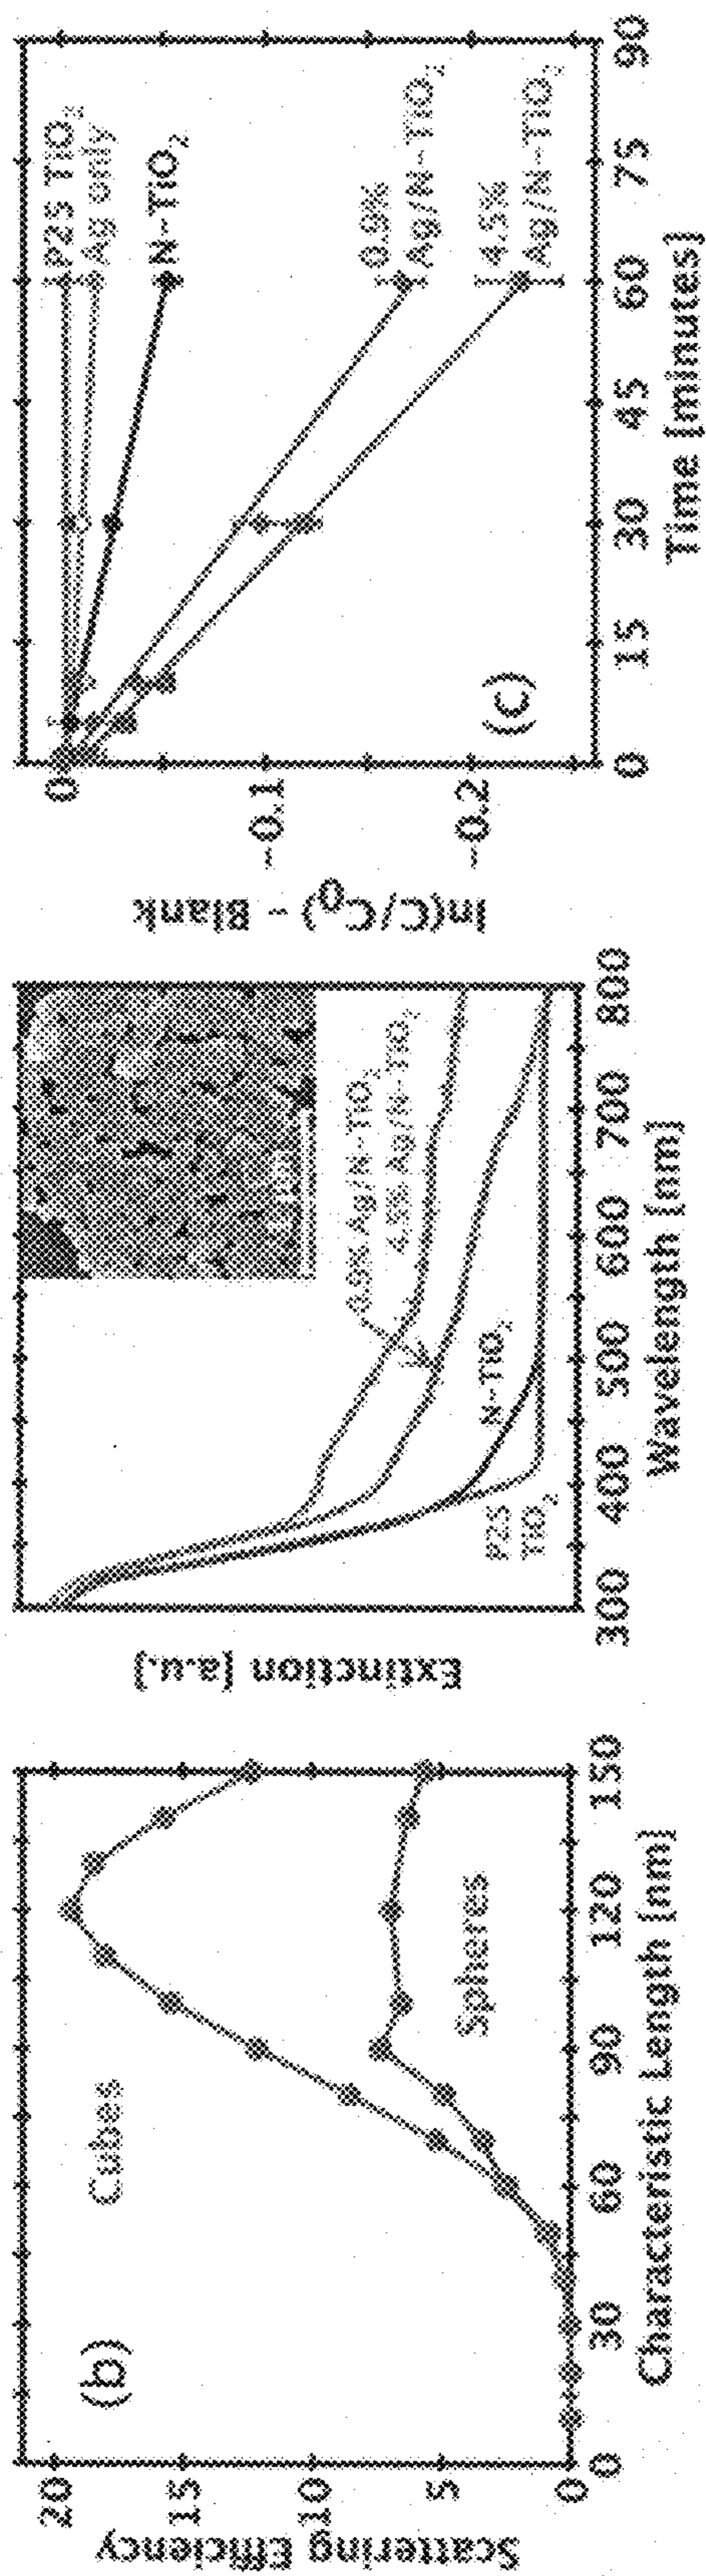 (b)
Cubes
Spheres
Scattering Efficiency
20
15
10
5
0
0 30 60 90 120 150
Characteristic Length [nm]
Extinction [a.u.]
0.9% Ag/N-TiO2
4.5% Ag/N-TiO2
N-TiO2
P25
TiO2
300 400 500 600 700 800
Wavelength [nm]
ln(C/C0) - Blank
0
-0.1
-0.2
P25 TiO2
Ag only
N-TiO2
0.9%
Ag/N-TiO2
4.5%
Ag/N-TiO2
(c)
0 15 30 45 60 75 90
Time [minutes]